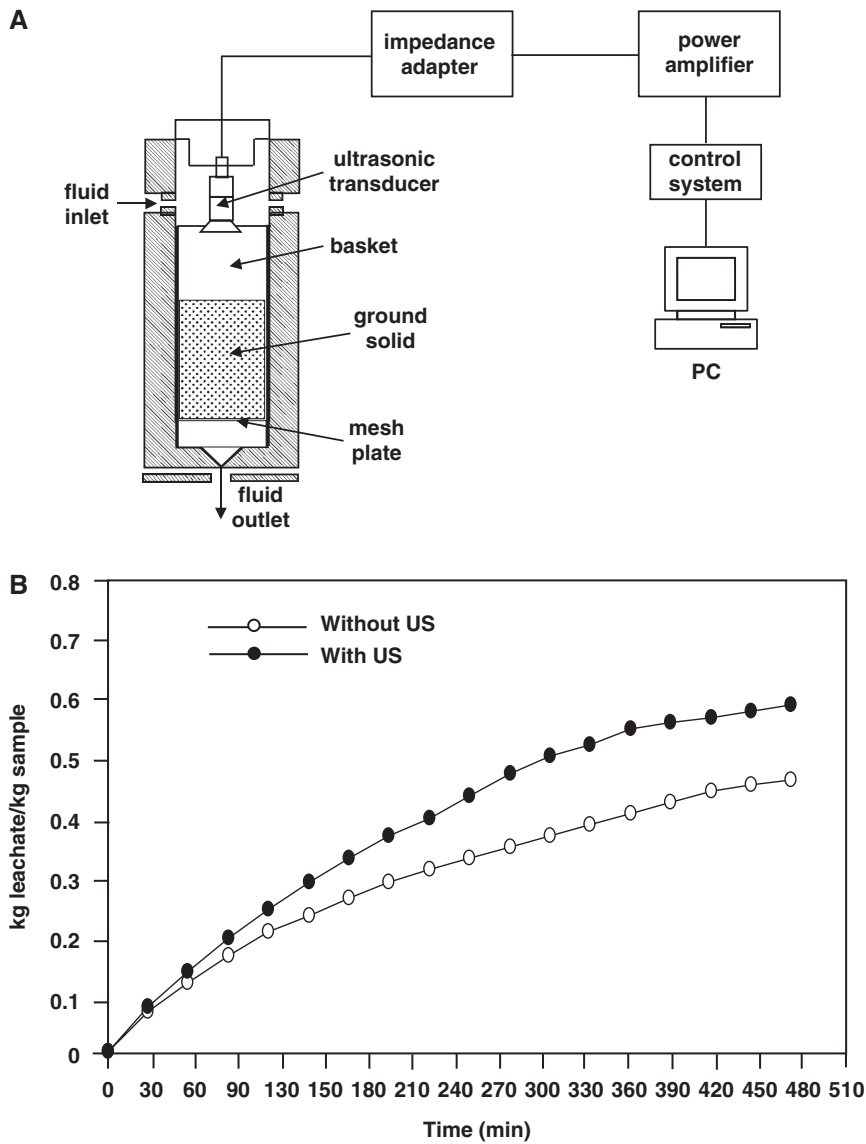 A
impedance
adapter
power
amplifier
control
system
PC
ultrasonic
transducer
fluid
inlet
basket
ground
solid
mesh
plate
fluid
outlet
B
Without US
With US
kg leachate/kg sample
0.8
0.7
0.6
0.5
0.4
0.3
0.2
0.1
0
0 30 60 90 130 150 180 210 240 270 300 330 360 390 420 450 480 510
Time (min)